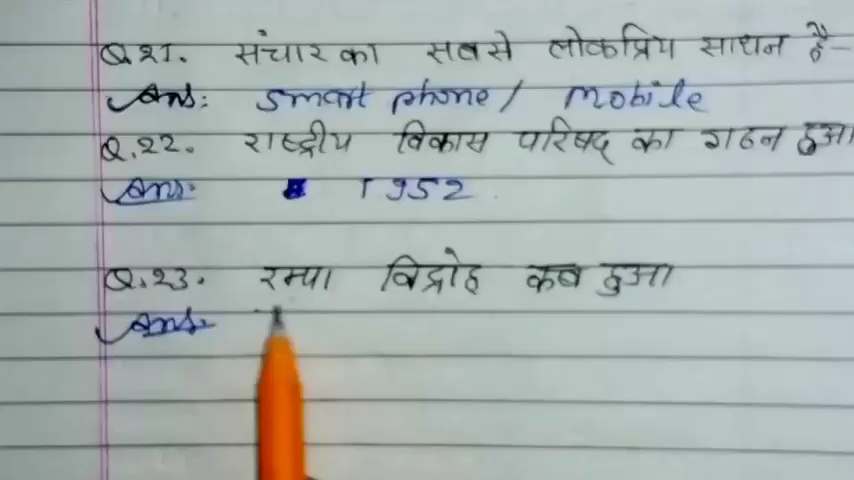 Q.21. संचार का सबसे लोकप्रिय साधन है-
Ans: Smart phone / Mobile
Q.22. राष्ट्रीय विकास परिषद् का गठन हुआ
Ans: 1952.
Q.23. रम्पा विद्रोह कब हुआ
Ans: